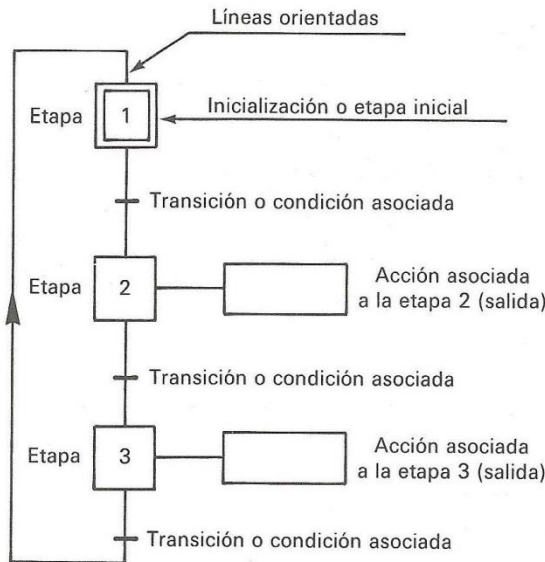 Líneas orientadas
Etapa
1
Inicialización o etapa inicial
Transición o condición asociada
Etapa
2
Acción asociada
a la etapa 2 (salida)
Transición o condición asociada
Etapa
3
Acción asociada
a la etapa 3 (salida)
Transición o condición asociada